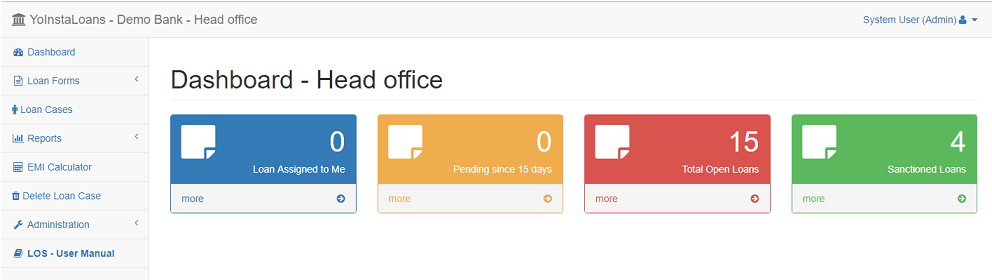 YoInstaLoans - Demo Bank - Head office
System User (Admin)
Dashboard
Loan Forms
Loan Cases
Reports
EMI Calculator
Delete Loan Case
Administration
LOS - User Manual
Dashboard - Head office
0
Loan Assigned to Me
more
0
Pending since 15 days
more
15
Total Open Loans
more
4
Sanctioned Loans
more